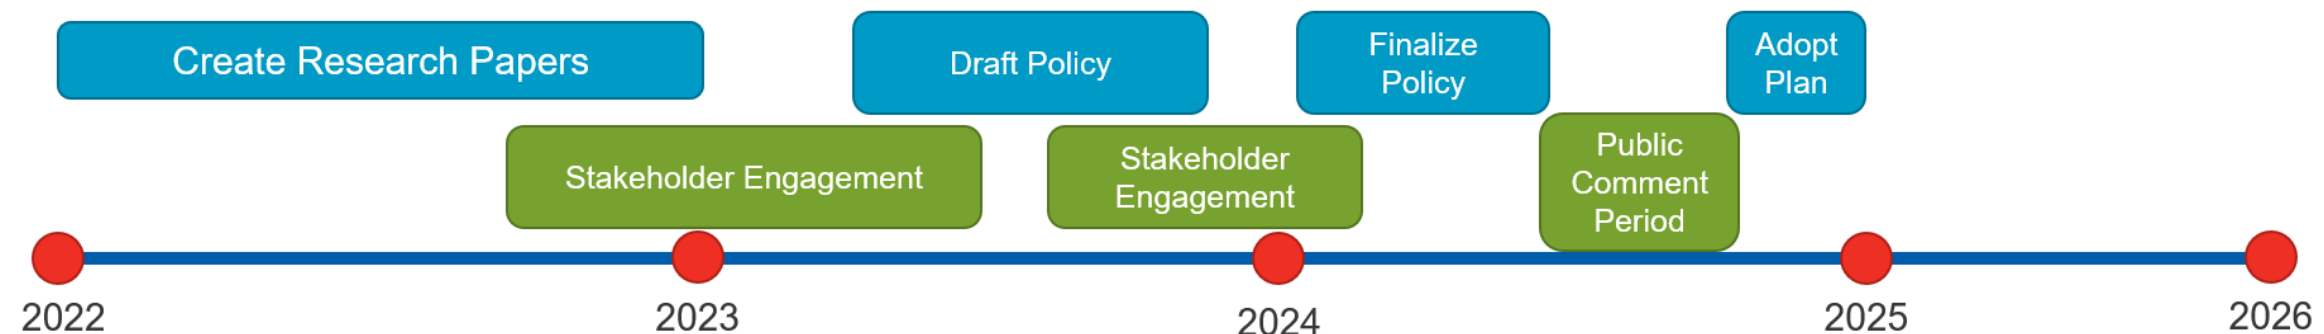 Create Research Papers
Draft Policy
Finalize
Policy
Adopt
Plan
Stakeholder Engagement
Stakeholder
Engagement
Public
Comment
Period
2022
2023
2024
2025
2026